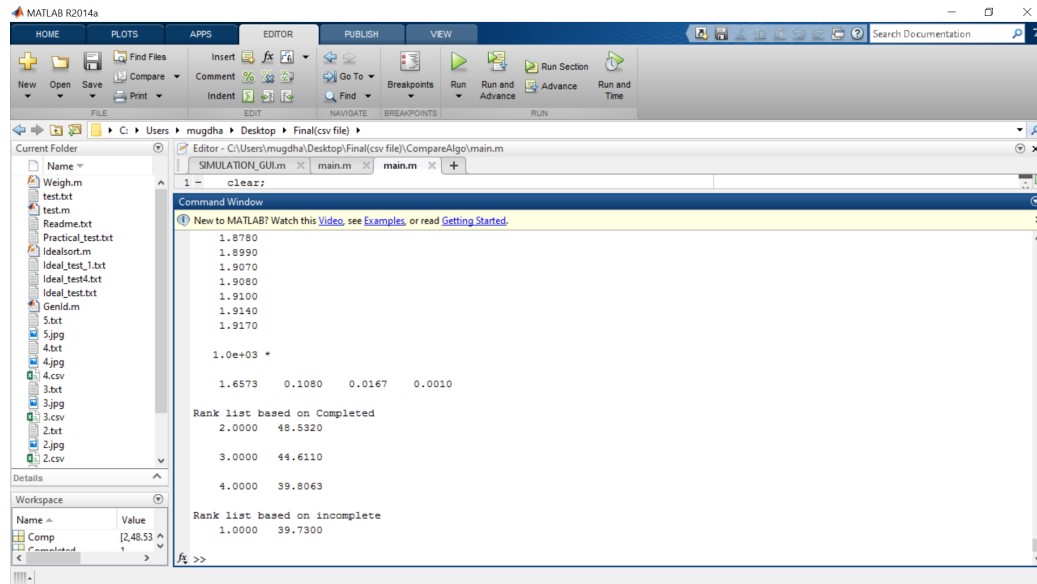 MATLAB R2014a
HOME PLOTS APPS EDITOR PUBLISH VIEW
Search Documentation
New Open Save Find Files Compare Print
Insert fx Comment Indent
Go To Find
Breakpoints
Run Run and Advance Run Section Advance Run and Time
FILE EDIT NAVIGATE BREAKPOINTS RUN
C: Users mugdha Desktop Final(csv file)
Current Folder
Name
Weigh.m
test.txt
test.m
Readme.txt
Practical_test.txt
Idealsort.m
Ideal_test_1.txt
Ideal_test4.txt
Ideal_test.txt
GenId.m
5.txt
5.jpg
4.txt
4.jpg
4.csv
3.txt
3.jpg
3.csv
2.txt
2.jpg
2.csv
Details
Workspace
Name Value
Comp [2,48.53
Completed 1
Editor - C:\Users\mugdha\Desktop\Final(csv file)\CompareAlgo\main.m
SIMULATION_GUI.m main.m main.m +
1 - clear;
Command Window
New to MATLAB? Watch this Video, see Examples, or read Getting Started.
1.8780
1.8990
1.9070
1.9080
1.9100
1.9140
1.9170
1.0e+03 *
1.6573 0.1080 0.0167 0.0010
Rank list based on Completed
2.0000 48.5320
3.0000 44.6110
4.0000 39.8063
Rank list based on incomplete
1.0000 39.7300
fx >>